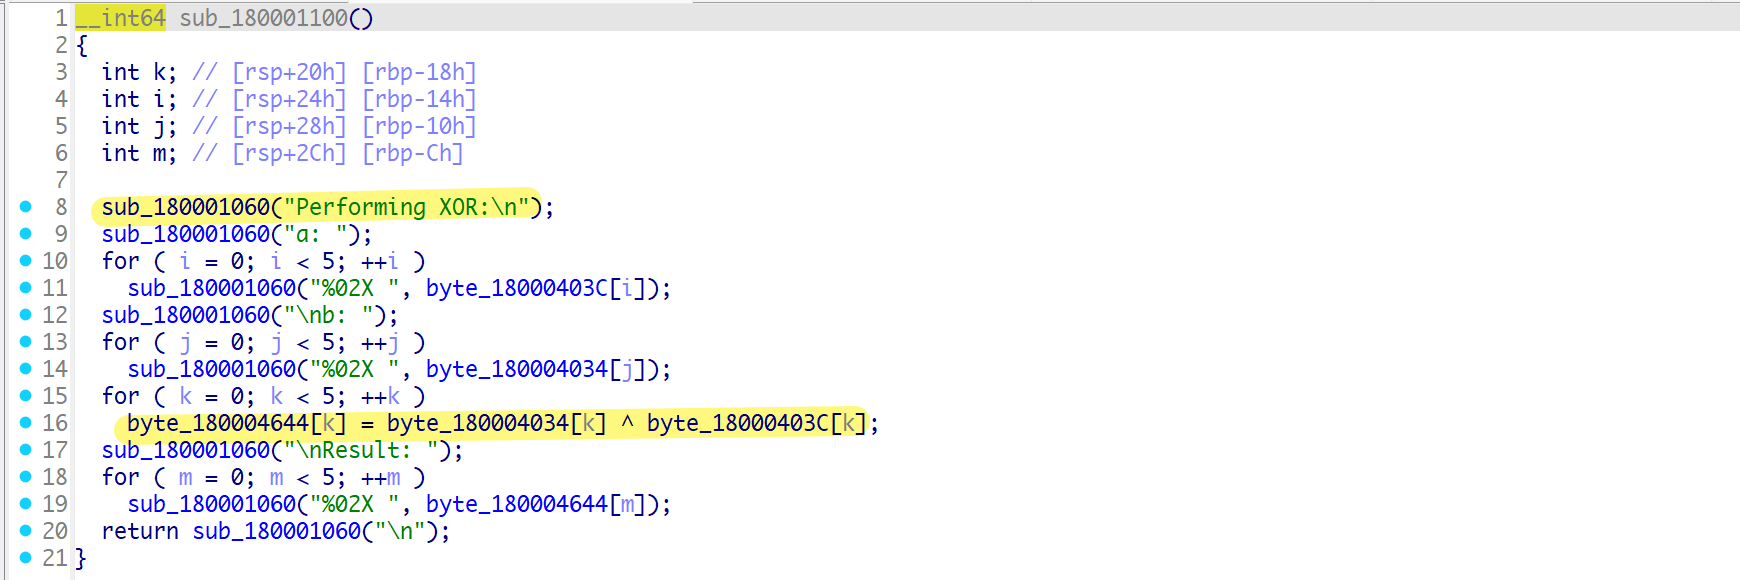 1 __int64 sub_180001100()
2 {
3   int k; // [rsp+20h] [rbp-18h]
4   int i; // [rsp+24h] [rbp-14h]
5   int j; // [rsp+28h] [rbp-10h]
6   int m; // [rsp+2Ch] [rbp-Ch]
7
8   sub_180001060("Performing XOR:\n");
9   sub_180001060("a: ");
10   for ( i = 0; i < 5; ++i )
11     sub_180001060("%02X ", byte_18000403C[i]);
12   sub_180001060("\nb: ");
13   for ( j = 0; j < 5; ++j )
14     sub_180001060("%02X ", byte_180004034[j]);
15   for ( k = 0; k < 5; ++k )
16     byte_180004644[k] = byte_180004034[k] ^ byte_18000403C[k];
17   sub_180001060("\nResult: ");
18   for ( m = 0; m < 5; ++m )
19     sub_180001060("%02X ", byte_180004644[m]);
20   return sub_180001060("\n");
21 }